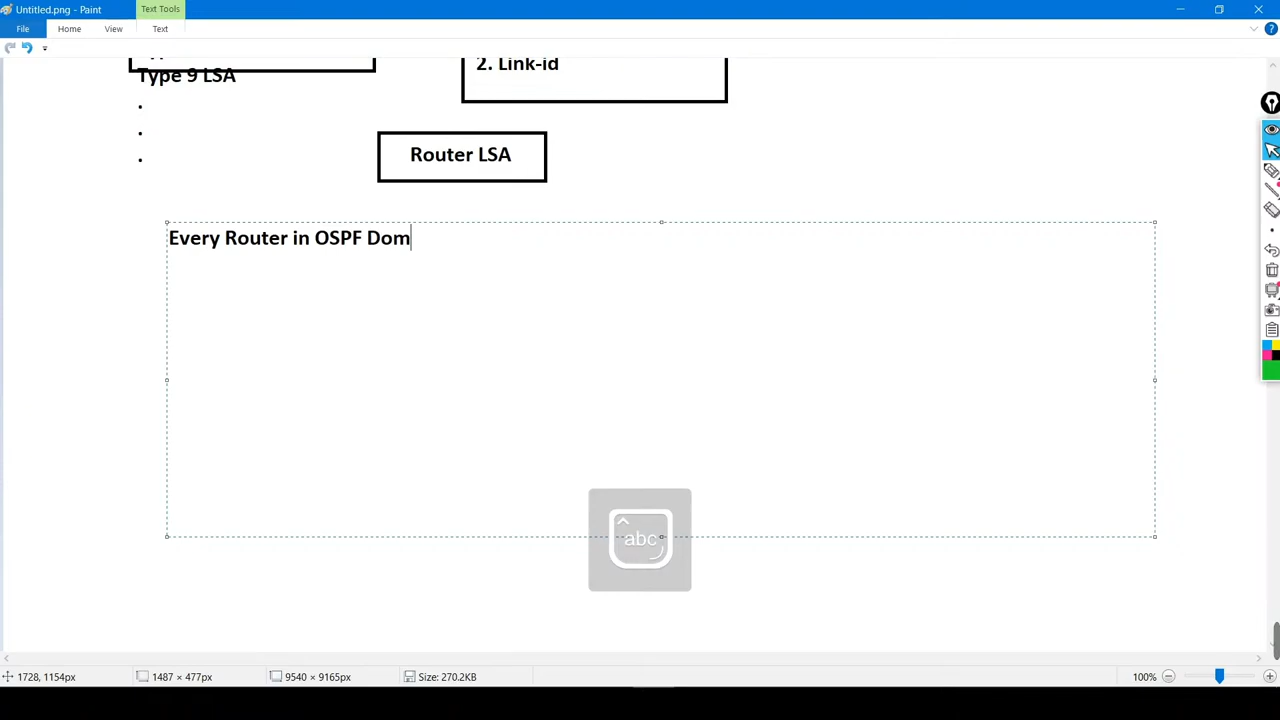 Untitled.png - Paint
Text Tools
File
Home
View
Text
Type 9 LSA
•
•
•
2. Link-id
Router LSA
Every Router in OSPF Dom
abc
1728, 1154px
1487 × 477px
9540 × 9165px
Size: 270.2KB
100%